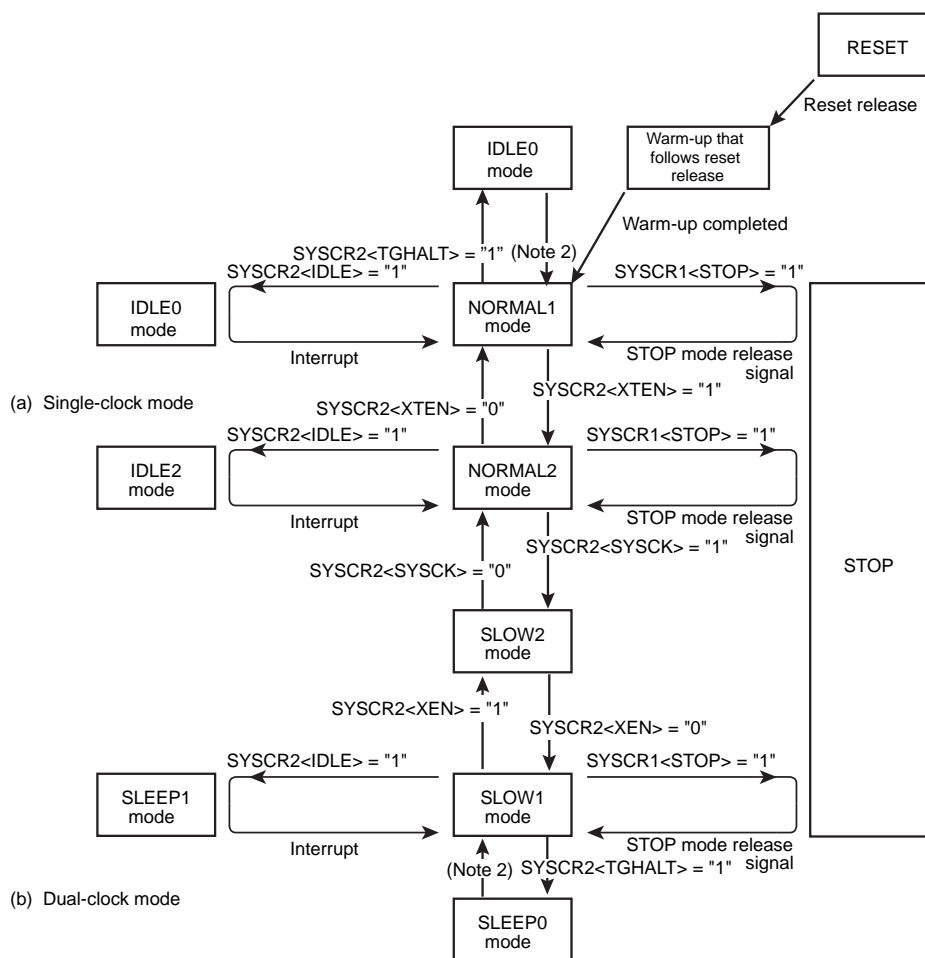 RESET
Reset release
IDLE0
mode
Warm-up that
follows reset
release
Warm-up completed
SYSCR2<TGHALT> = "1"
(Note 2)
SYSCR2<IDLE> = "1"
SYSCR1<STOP> = "1"
IDLE0
mode
NORMAL1
mode
Interrupt
STOP mode release
signal
SYSCR2<XTEN> = "1"
(a) Single-clock mode
SYSCR2<XTEN> = "0"
SYSCR2<IDLE> = "1"
SYSCR1<STOP> = "1"
IDLE2
mode
NORMAL2
mode
Interrupt
STOP mode release
signal
SYSCR2<SYSCK> = "1"
SYSCR2<SYSCK> = "0"
STOP
SLOW2
mode
SYSCR2<XEN> = "1"
SYSCR2<XEN> = "0"
SYSCR2<IDLE> = "1"
SYSCR1<STOP> = "1"
SLEEP1
mode
SLOW1
mode
Interrupt
STOP mode release
signal
(Note 2)
SYSCR2<TGHALT> = "1"
(b) Dual-clock mode
SLEEP0
mode